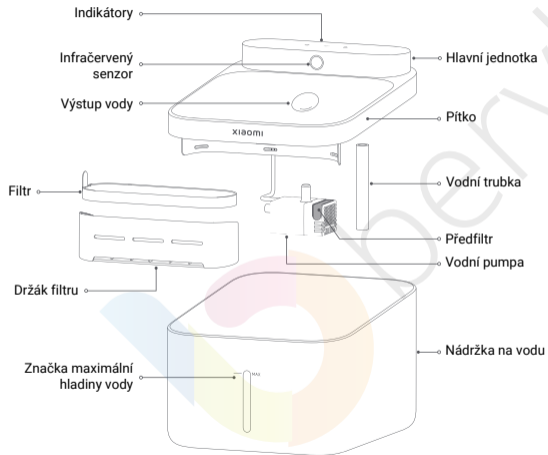 Indikátory
Infračervený
senzor
Hlavní jednotka
Výstup vody
Pítko
xiaomi
Filtr
Vodní trubka
Předfiltr
Vodní pumpa
Držák filtru
Nádržka na vodu
Značka maximální
hladiny vody
MAX